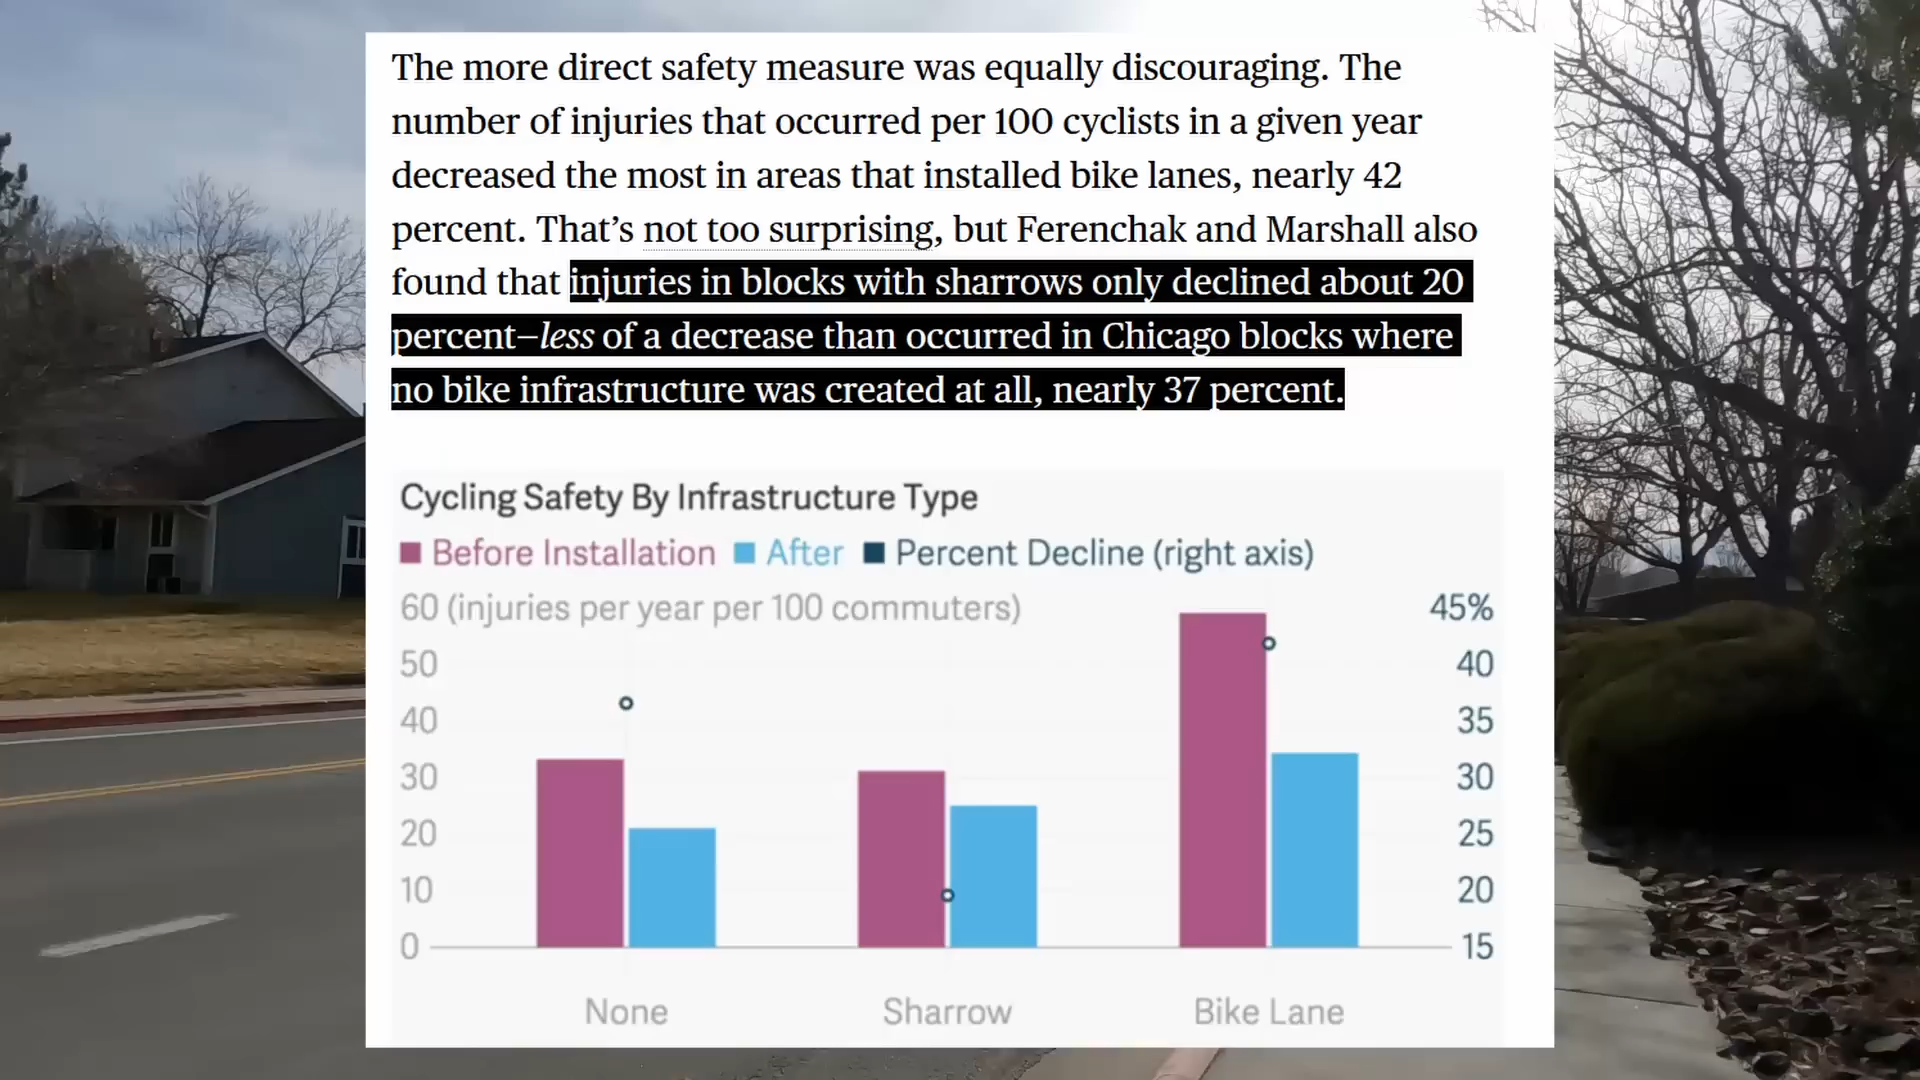 The more direct safety measure was equally discouraging. The
number of injuries that occurred per 100 cyclists in a given year
decreased the most in areas that installed bike lanes, nearly 42
percent. That’s not too surprising, but Ferenchak and Marshall also
found that injuries in blocks with sharrows only declined about 20
percent—less of a decrease than occurred in Chicago blocks where
no bike infrastructure was created at all, nearly 37 percent.
Cycling Safety By Infrastructure Type
Before Installation After Percent Decline (right axis)
60 (injuries per year per 100 commuters) 45%
50 40
40 35
30 30
20 25
10 20
0 15
None Sharrow Bike Lane